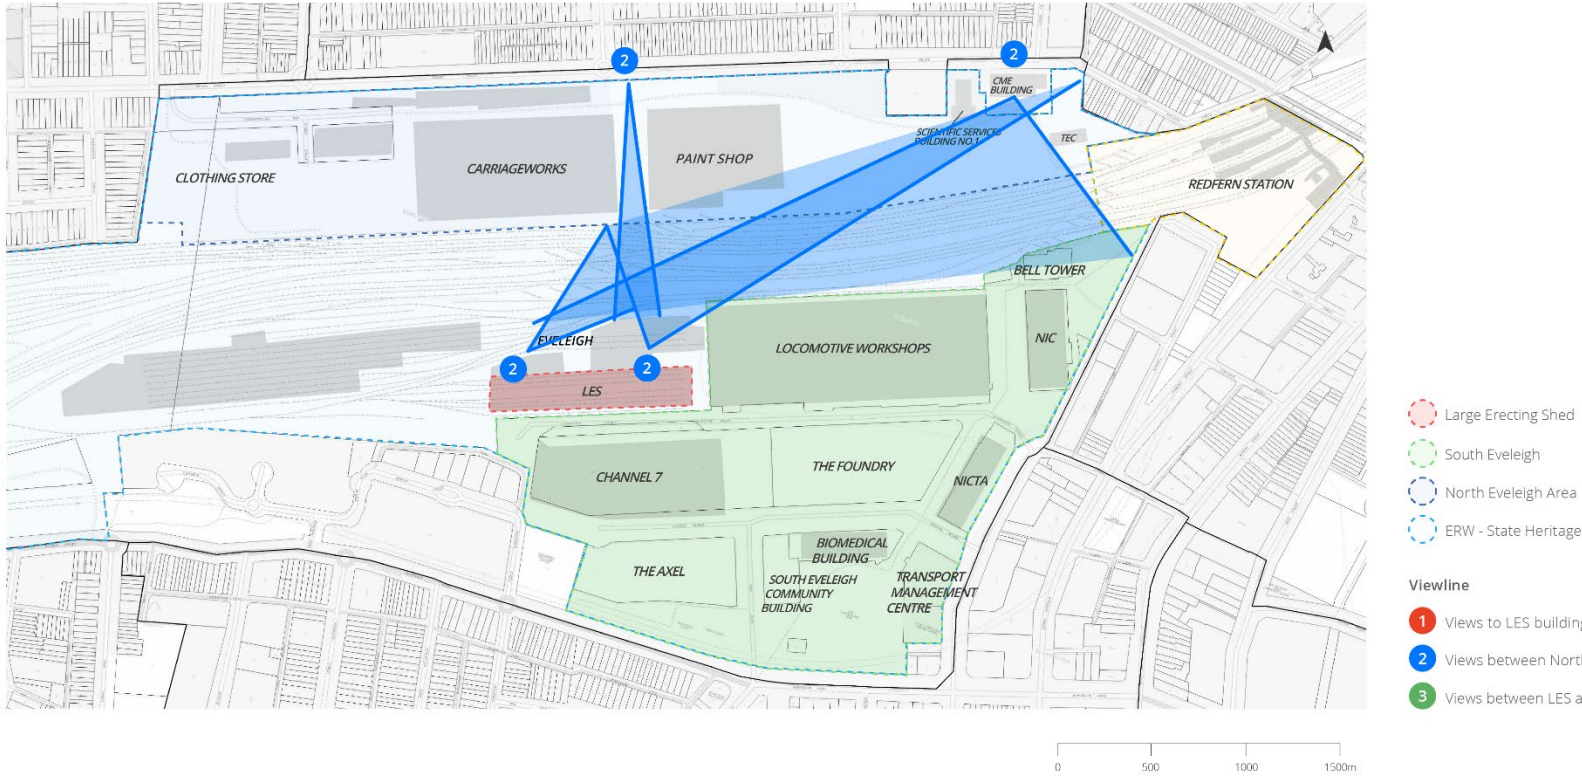 2
2
CME
BUILDING
SCIENTIFIC SERVICES
BUILDING NO.1
TEC
PAINT SHOP
CARRIAGEWORKS
CLOTHING STORE
REDFERN STATION
BELL TOWER
EVELEIGH
LOCOMOTIVE WORKSHOPS
NIC
2
2
LES
CHANNEL 7
THE FOUNDRY
NICTA
BIOMEDICAL
BUILDING
THE AXEL
SOUTH EVELEIGH
COMMUNITY
BUILDING
TRANSPORT
MANAGEMENT
CENTRE
Large Erecting Shed
South Eveleigh
North Eveleigh Area
ERW - State Heritage
Viewline
1 Views to LES building
2 Views between North
3 Views between LES a
0 500 1000 1500m